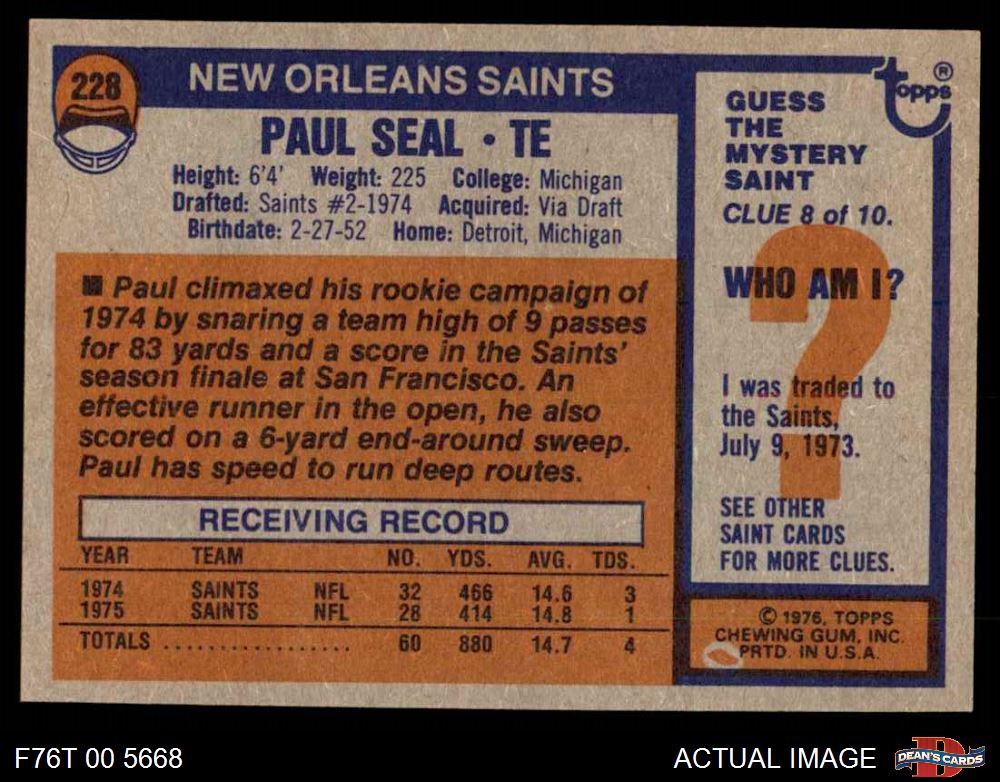 228
NEW ORLEANS SAINTS
PAUL SEAL • TE
Height: 6'4' Weight: 225 College: Michigan
Drafted: Saints #2-1974 Acquired: Via Draft
Birthdate: 2-27-52 Home: Detroit, Michigan
■ Paul climaxed his rookie campaign of
1974 by snaring a team high of 9 passes
for 83 yards and a score in the Saints'
season finale at San Francisco. An
effective runner in the open, he also
scored on a 6-yard end-around sweep.
Paul has speed to run deep routes.
RECEIVING RECORD
YEAR TEAM NO. YDS. AVG. TDS.
1974 SAINTS NFL 32 466 14.6 3
1975 SAINTS NFL 28 414 14.8 1
TOTALS .................. 60 880 14.7 4
topps®
GUESS
THE
MYSTERY
SAINT
CLUE 8 of 10.
WHO AM I?
?
I was traded to
the Saints,
July 9, 1973.
SEE OTHER
SAINT CARDS
FOR MORE CLUES.
© 1976, TOPPS
CHEWING GUM, INC.
PRTD. IN U.S.A.
F76T 00 5668
ACTUAL IMAGE
D
DEAN'S CARDS